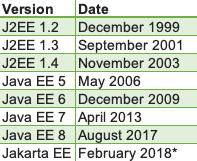 Version Date
J2EE 1.2 December 1999
J2EE 1.3 September 2001
J2EE 1.4 November 2003
Java EE 5 May 2006
Java EE 6 December 2009
Java EE 7 April 2013
Java EE 8 August 2017
Jakarta EE February 2018*